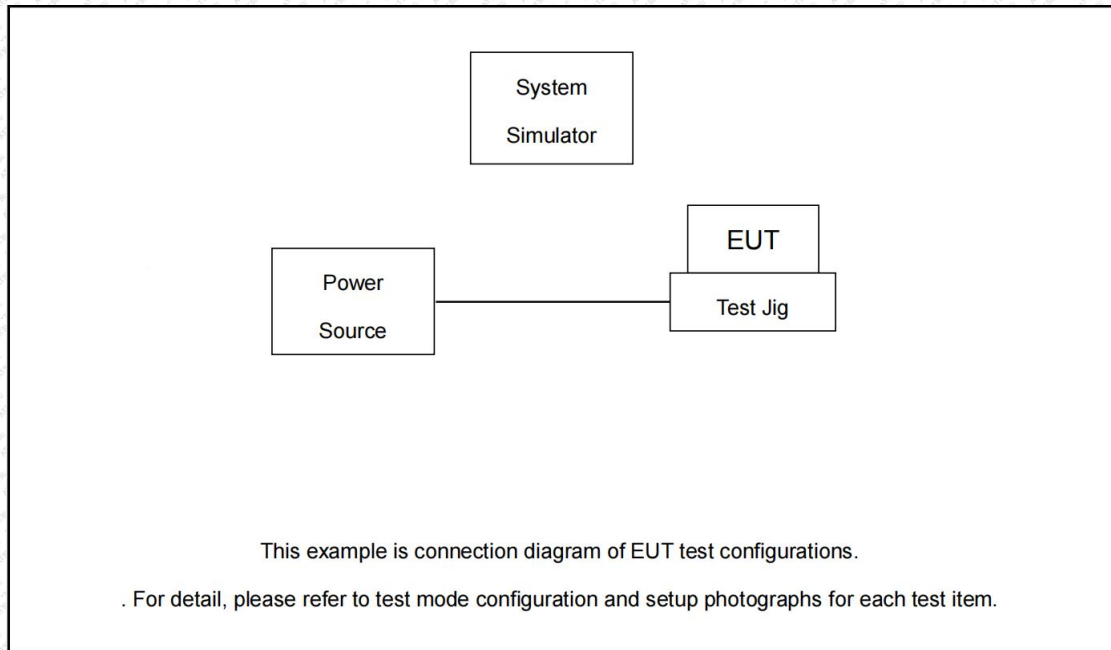 System
Simulator
EUT
Power
Source
Test Jig
This example is connection diagram of EUT test configurations.
. For detail, please refer to test mode configuration and setup photographs for each test item.